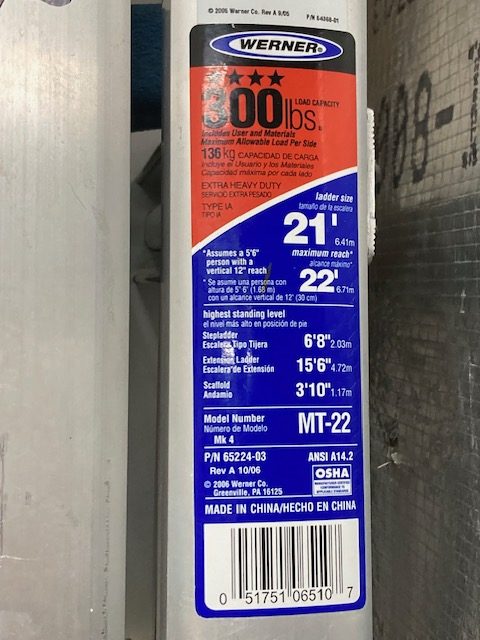 © 2005 Werner Co. Rev A 9/05 P/N 64368-01
WERNER®
300 lbs. LOAD CAPACITY
Includes User and Materials
Maximum Allowable Load Per Side
136 kg CAPACIDAD DE CARGA
Incluye el Usuario y los Materiales
Capacidad máxima por cada lado
EXTRA HEAVY DUTY
SERVICIO EXTRA PESADO
TYPE IA
TIPO IA
ladder size
tamaño de la escalera
21' 6.41m
maximum reach*
alcance máximo*
22' 6.71m
*Assumes a 5'6"
person with a
vertical 12" reach
* Se asume una persona con
altura de 5' 6" (1.68 m)
con un alcance vertical de 12' (30 cm)
highest standing level
el nivel más alto en posición de pie
Stepladder
Escalera Tipo Tijera 6'8" 2.03m
Extension Ladder
Escalera de Extensión 15'6" 4.72m
Scaffold
Andamio 3'10" 1.17m
Model Number
Número de Modelo MT-22
Mk 4
P/N 65224-03 ANSI A14.2
Rev A 10/06
OSHA
© 2006 Werner Co.
Greenville, PA 16125
MADE IN CHINA/HECHO EN CHINA
0 51751 06510 7